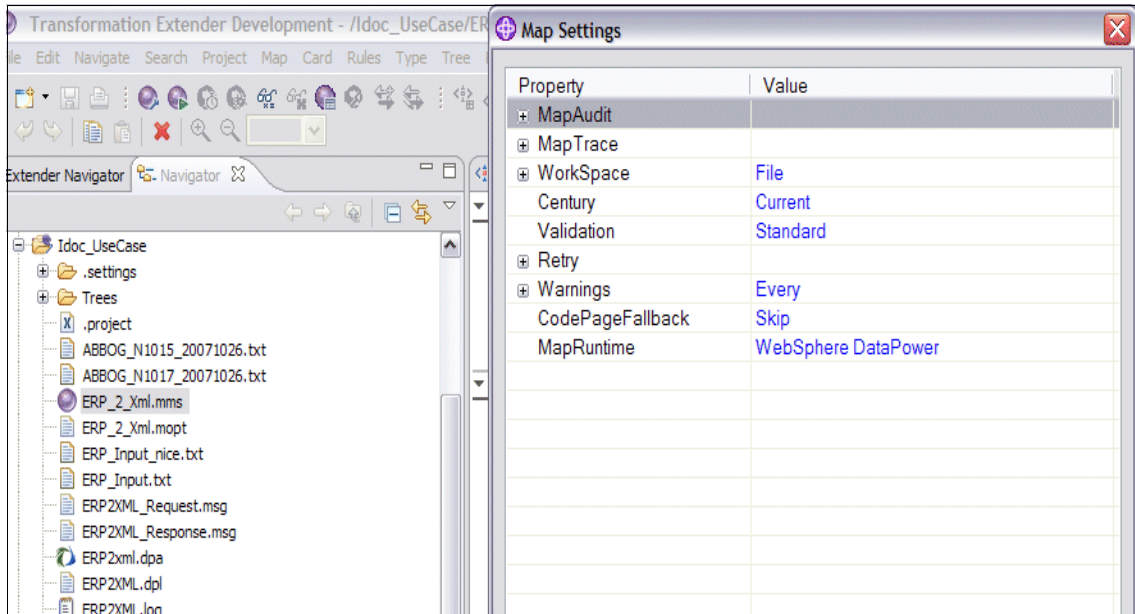 Transformation Extender Development - /Idoc_UseCase/ER
File Edit Navigate Search Project Map Card Rules Type Tree
Extender Navigator Navigator
Idoc_UseCase
.settings
Trees
.project
ABBOG_N1015_20071026.txt
ABBOG_N1017_20071026.txt
ERP_2_Xml.mms
ERP_2_Xml.mopt
ERP_Input_nice.txt
ERP_Input.txt
ERP2XML_Request.msg
ERP2XML_Response.msg
ERP2xml.dpa
ERP2XML.dpl
ERP2XML.log
Map Settings
Property Value
MapAudit
MapTrace
WorkSpace File
Century Current
Validation Standard
Retry
Warnings Every
CodePageFallback Skip
MapRuntime WebSphere DataPower